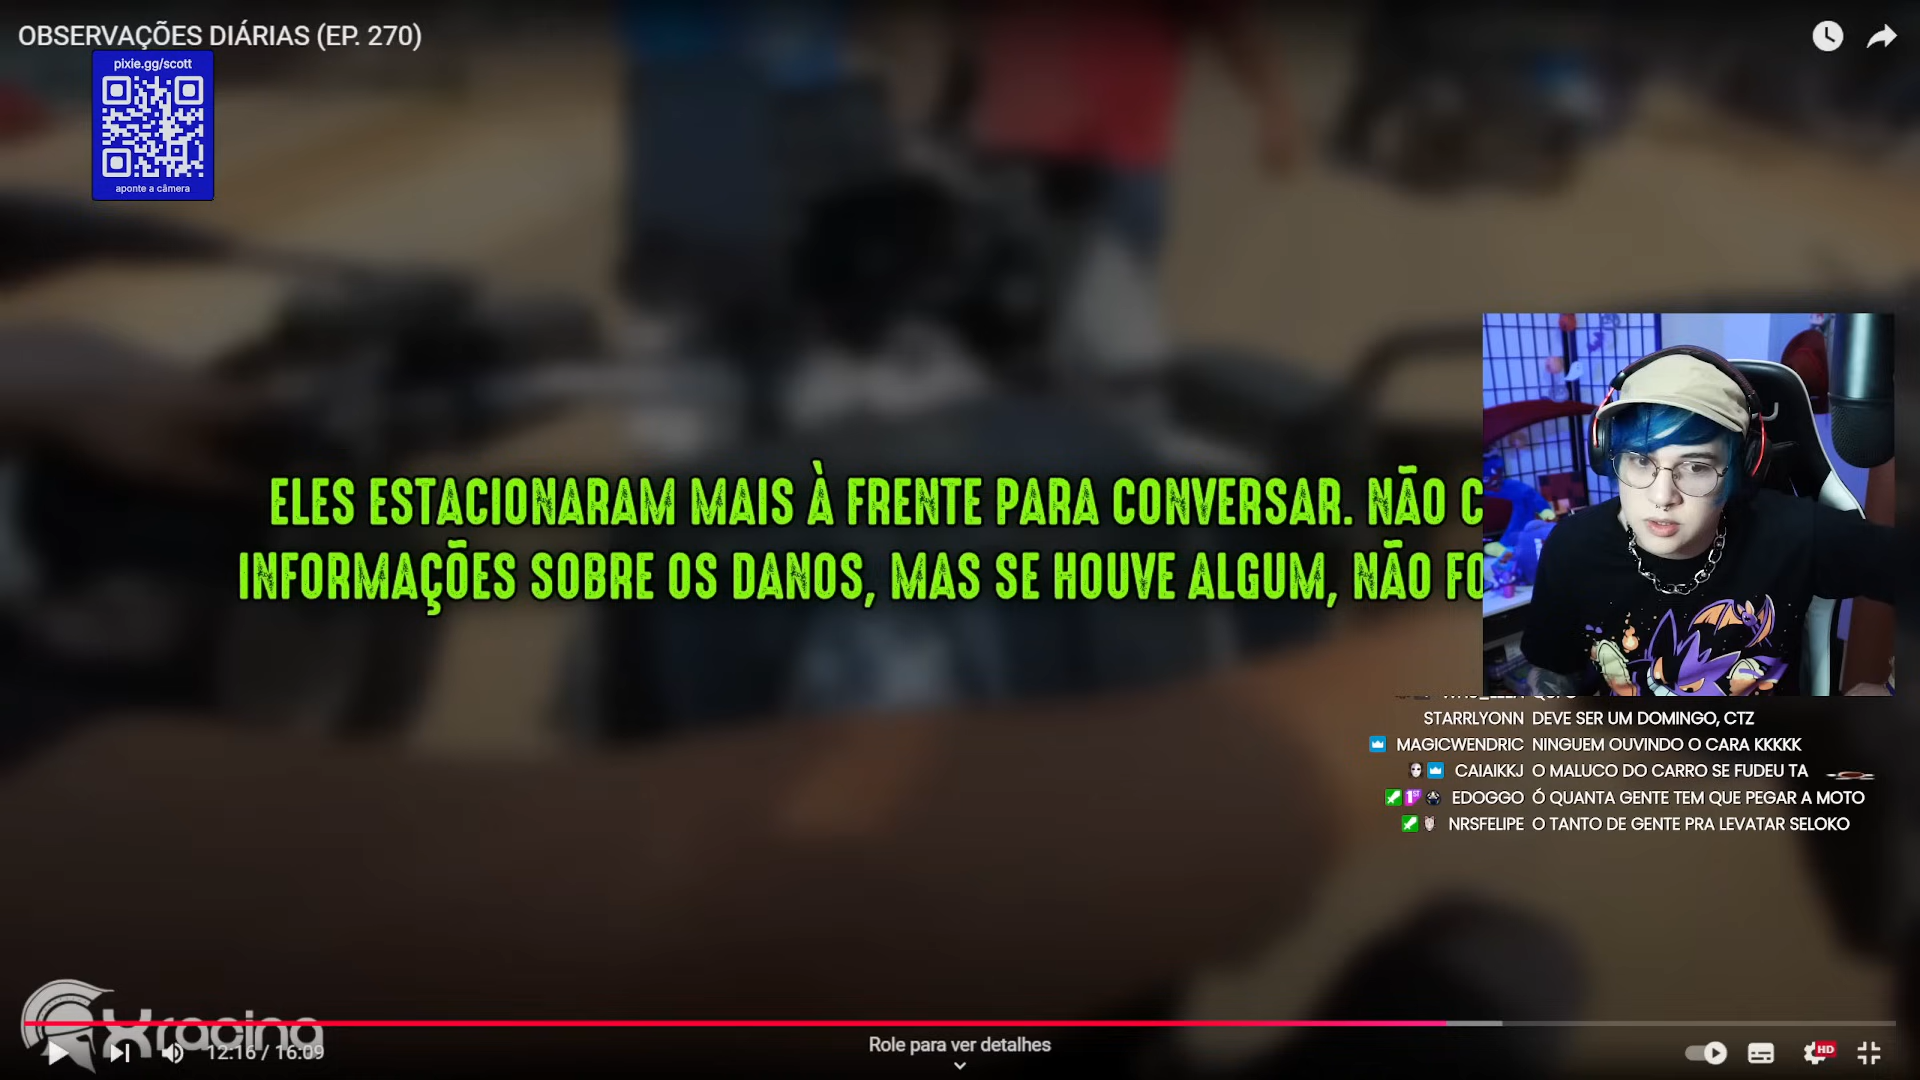 OBSERVAÇÕES DIÁRIAS (EP. 270)
pixie.gg/scott
aponte a câmera
ELES ESTACIONARAM MAIS À FRENTE PARA CONVERSAR. NÃO C
INFORMAÇÕES SOBRE OS DANOS, MAS SE HOUVE ALGUM, NÃO FO
STARRLYONN DEVE SER UM DOMINGO, CTZ
MAGICWENDRIC NINGUEM OUVINDO O CARA KKKKK
CAIAIKKJ O MALUCO DO CARRO SE FUDEU TA
1ST EDOGGO Ó QUANTA GENTE TEM QUE PEGAR A MOTO
NRSFELIPE O TANTO DE GENTE PRA LEVATAR SELOKO
Xracing
12:16 / 16:09
Role para ver detalhes
HD